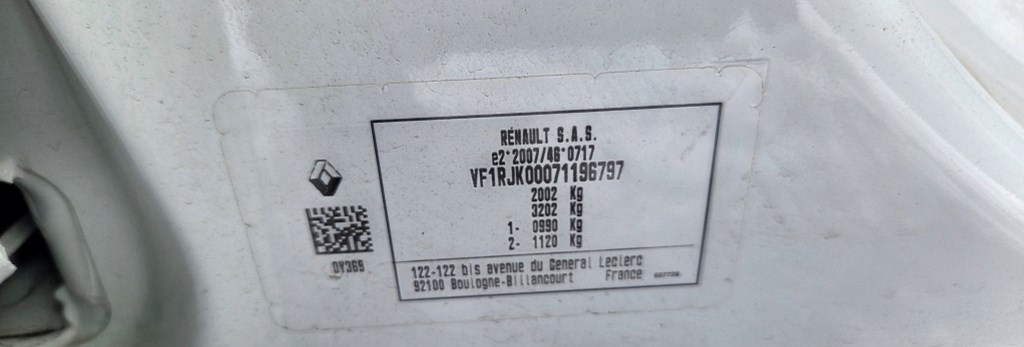 RENAULT S.A.S.
e2*2007/46*0717
VF1RJK00071196797
2002 Kg
3202 Kg
1- 0990 Kg
2- 1120 Kg
0Y369
122-122 bis avenue du General Leclerc
92100 Boulogne-Billancourt France